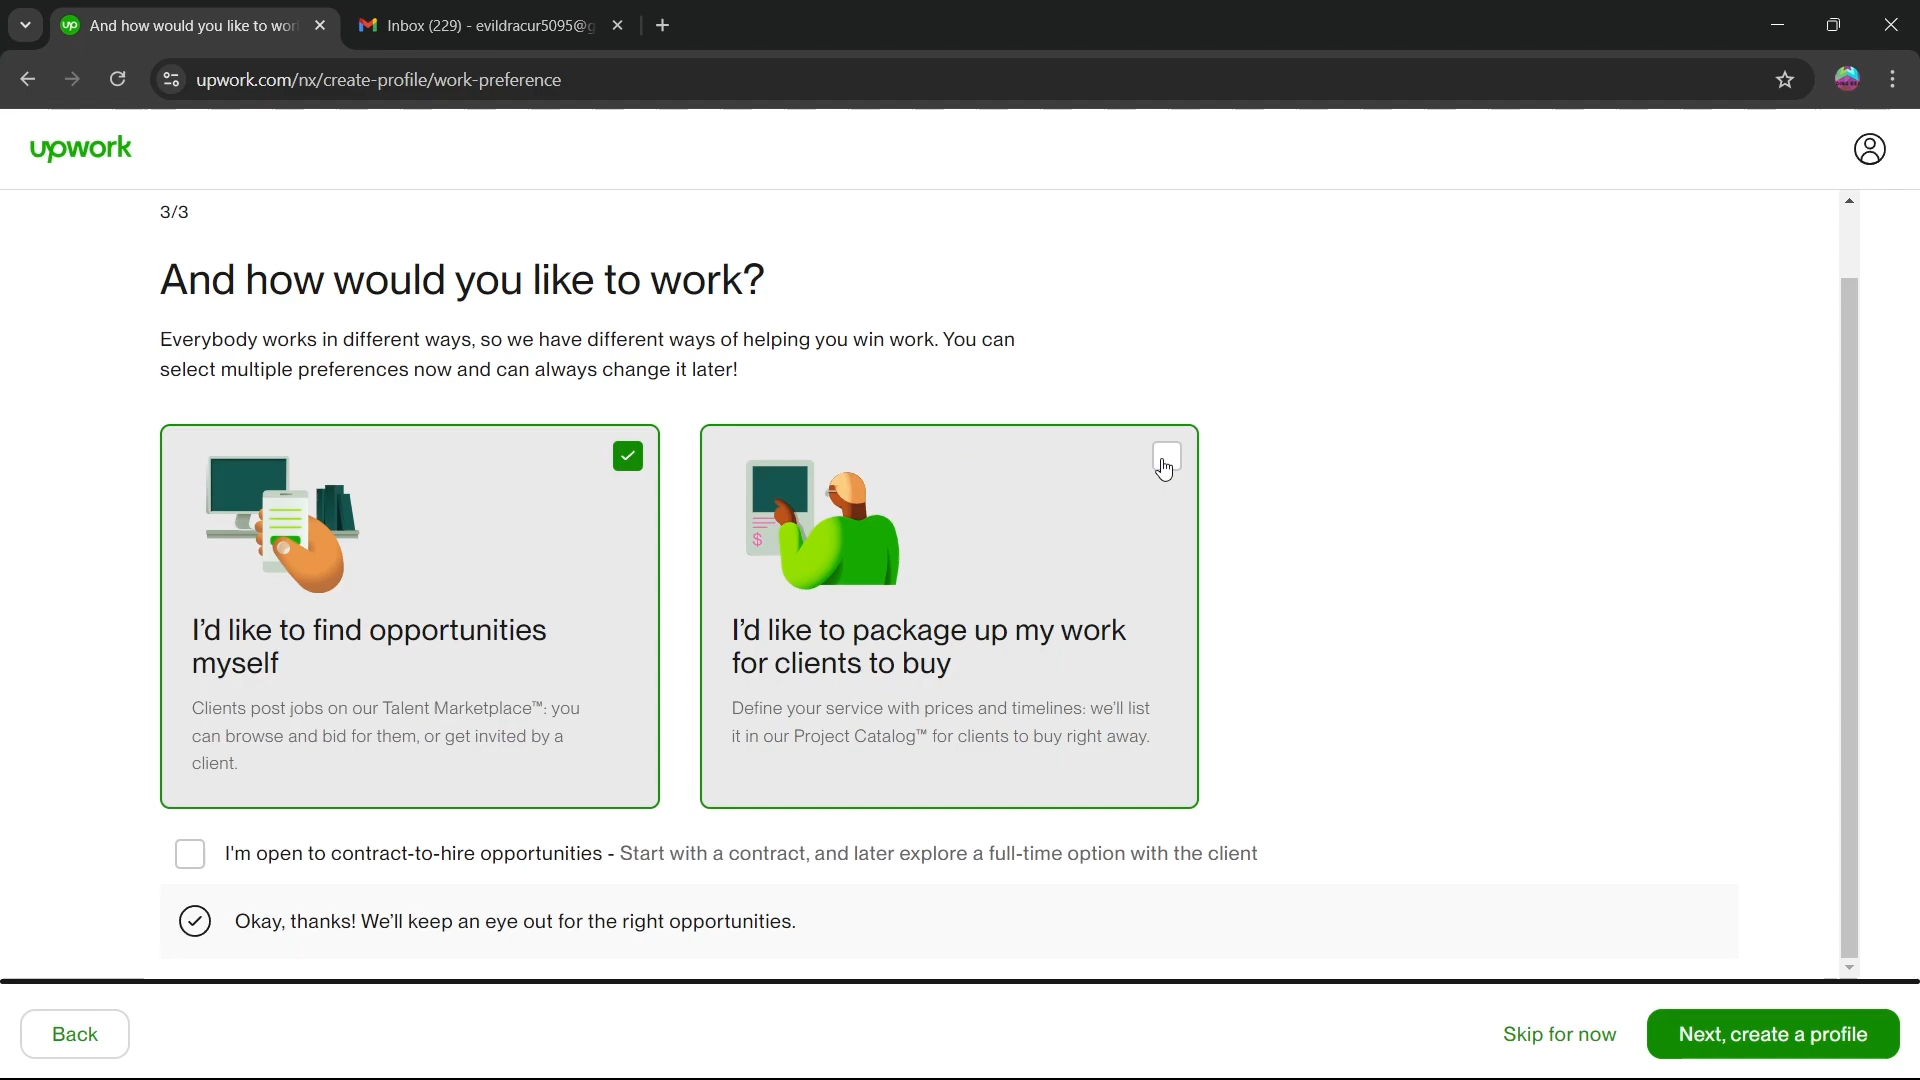 And how would you like to wor
Inbox (229) - evildracur5095@g
upwork.com/nx/create-profile/work-preference
upwork
3/3
And how would you like to work?
Everybody works in different ways, so we have different ways of helping you win work. You can
select multiple preferences now and can always change it later!
$
I'd like to find opportunities
myself
Clients post jobs on our Talent Marketplace™: you
can browse and bid for them, or get invited by a
client.
I'd like to package up my work
for clients to buy
Define your service with prices and timelines: we'll list
it in our Project Catalog™ for clients to buy right away.
I'm open to contract-to-hire opportunities - Start with a contract, and later explore a full-time option with the client
Okay, thanks! We'll keep an eye out for the right opportunities.
Back
Skip for now
Next, create a profile